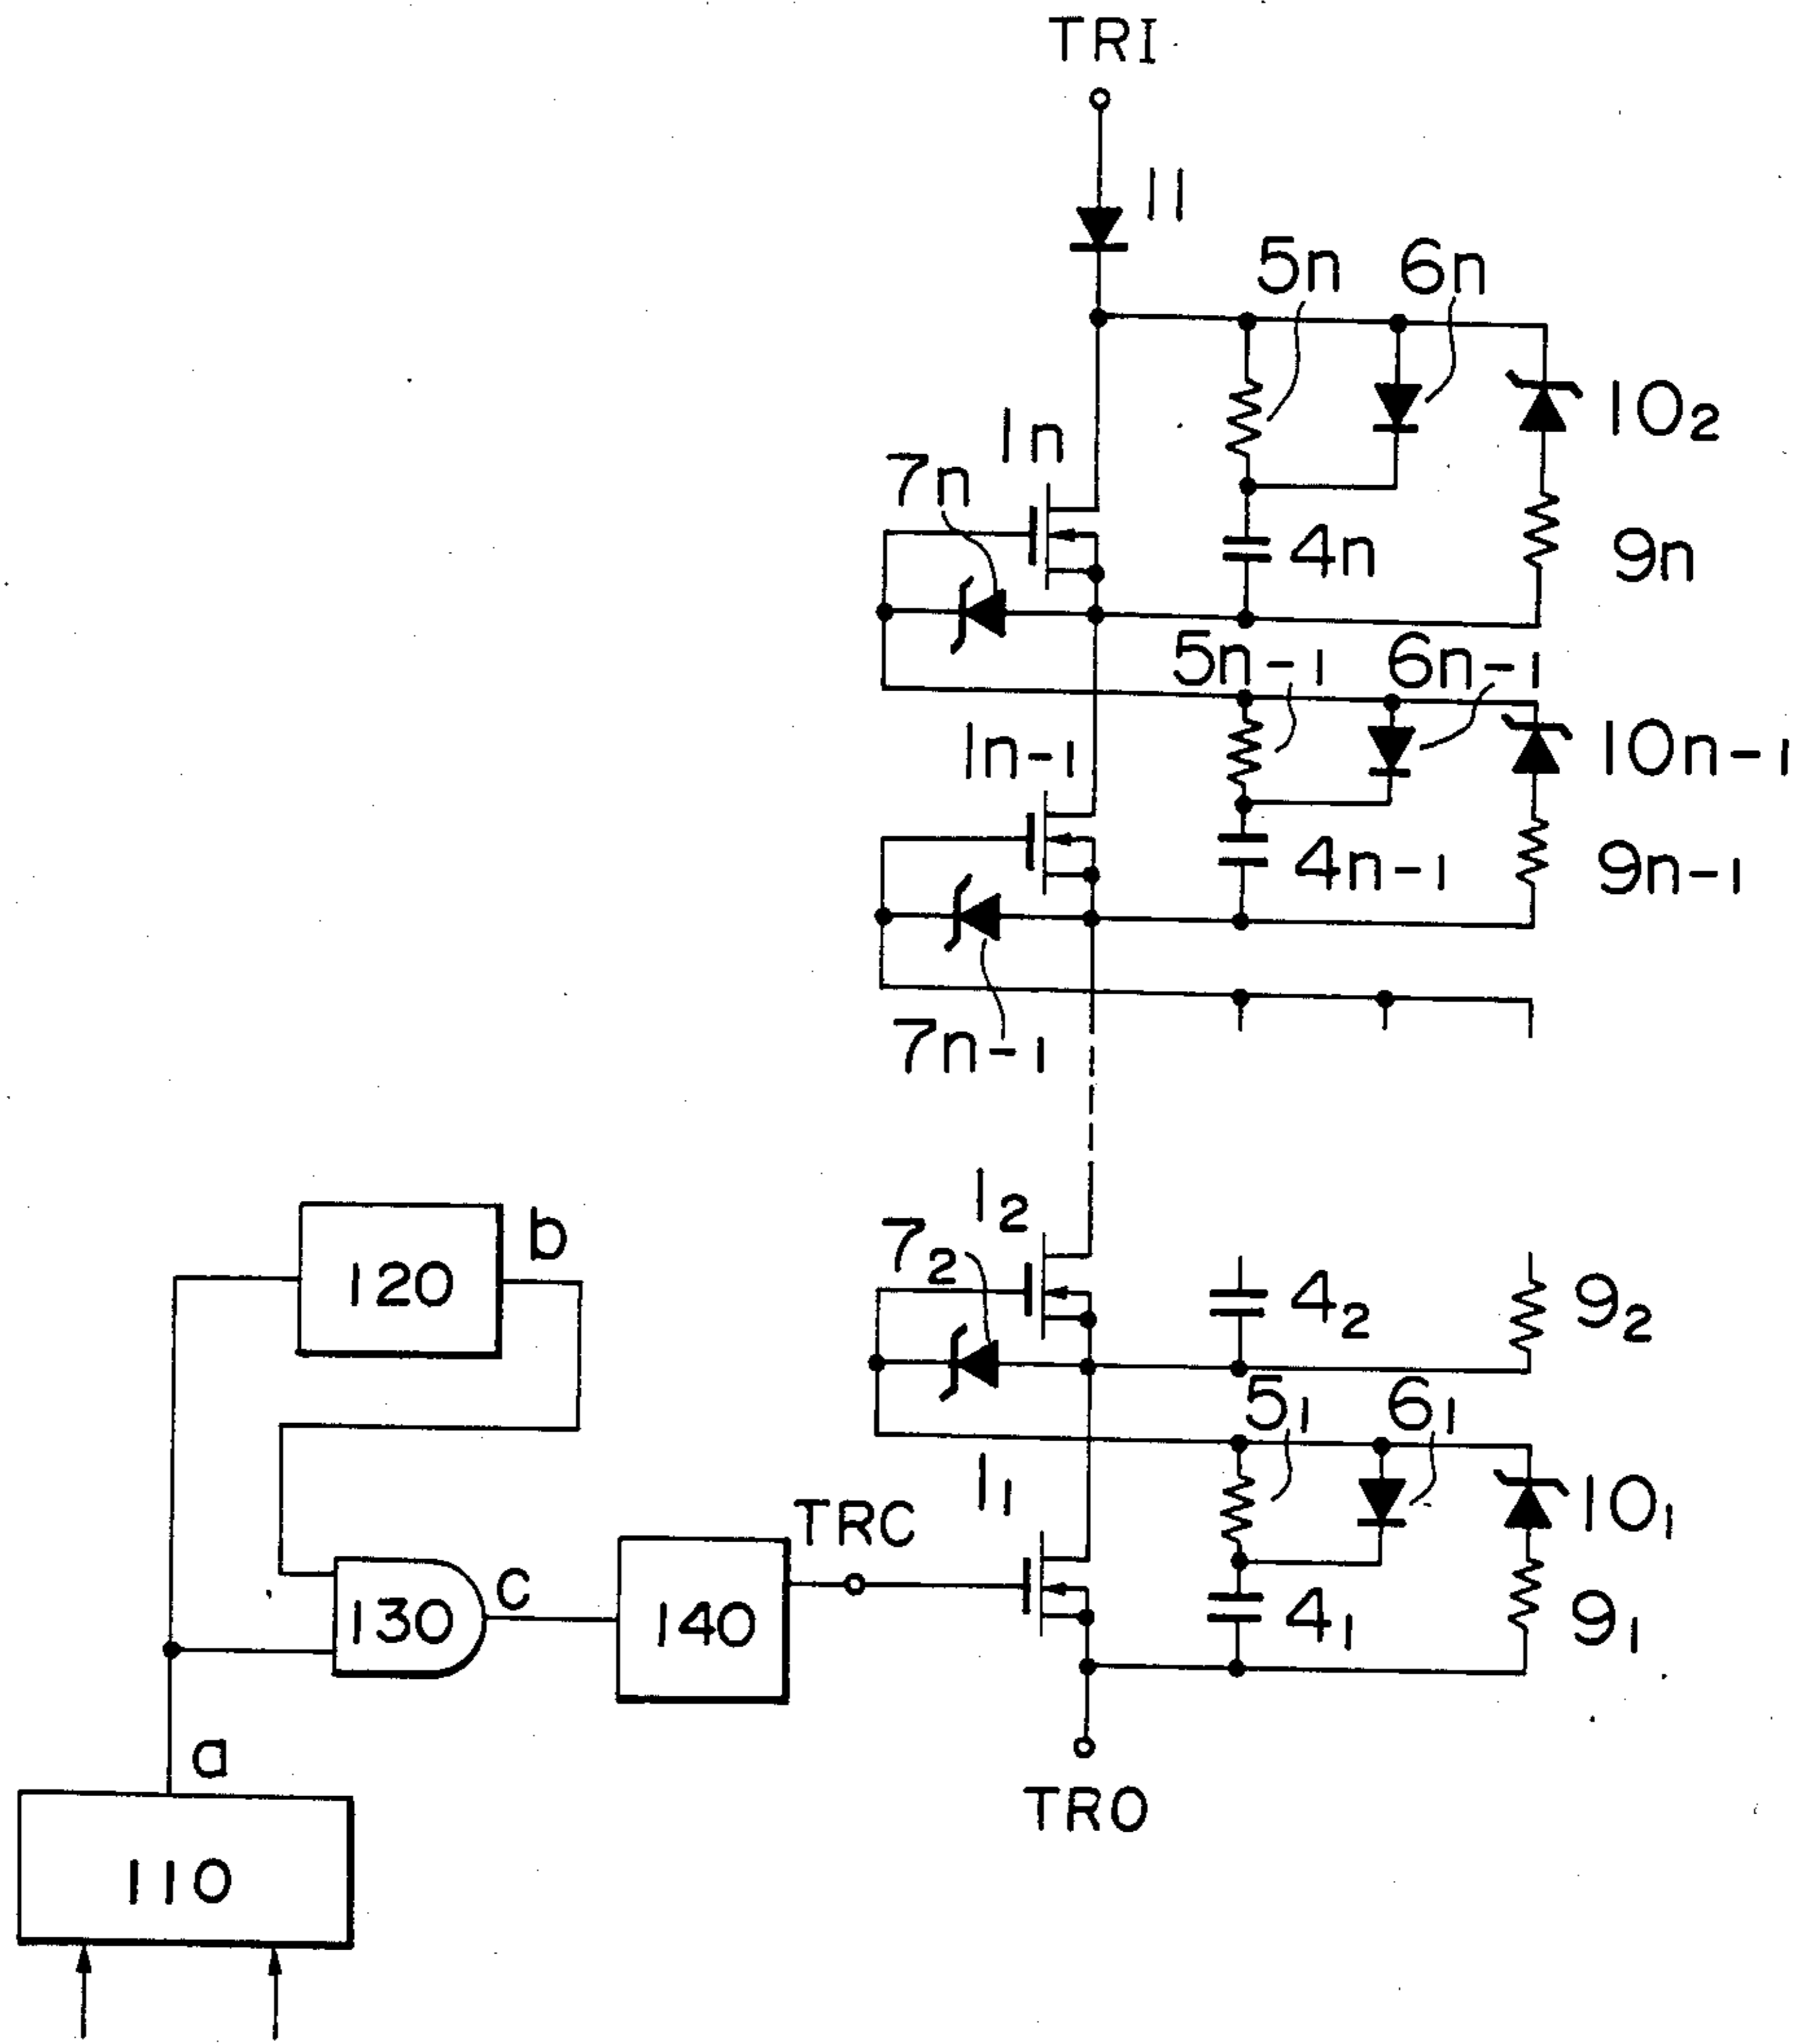 TRI
11
5n 6n
10₂
1n
7n
4n
9n
5n-1 6n-1
1n-1
10n-1
4n-1
9n-1
7n-1
1₂
b
7₂
120
4₂
9₂
5₁ 6₁
1₁
10₁
TRC
c
130
140
4₁
9₁
a
TRO
110